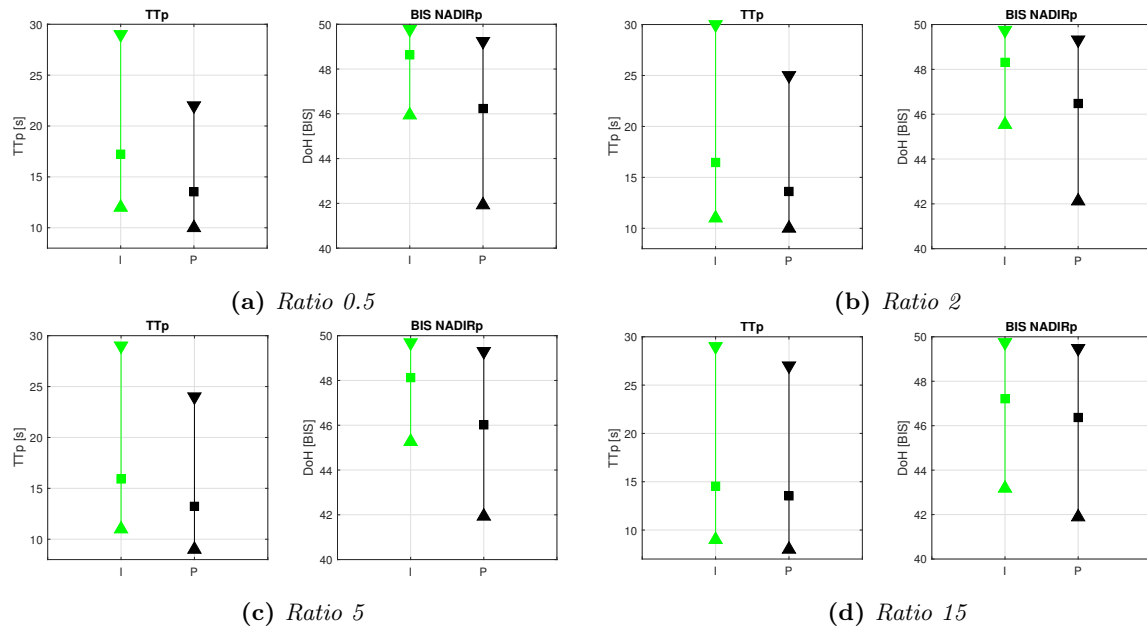 TTp
BIS NADIRp
30
25
20
15
10
TTp [s]
I
P
50
48
46
44
42
40
DoH [BIS]
I
P
(a) Ratio 0.5
TTp
BIS NADIRp
30
25
20
15
10
TTp [s]
I
P
50
48
46
44
42
40
DoH [BIS]
I
P
(b) Ratio 2
TTp
BIS NADIRp
30
25
20
15
10
TTp [s]
I
P
50
48
46
44
42
40
DoH [BIS]
I
P
(c) Ratio 5
TTp
BIS NADIRp
30
25
20
15
10
TTp [s]
I
P
50
48
46
44
42
40
DoH [BIS]
I
P
(d) Ratio 15